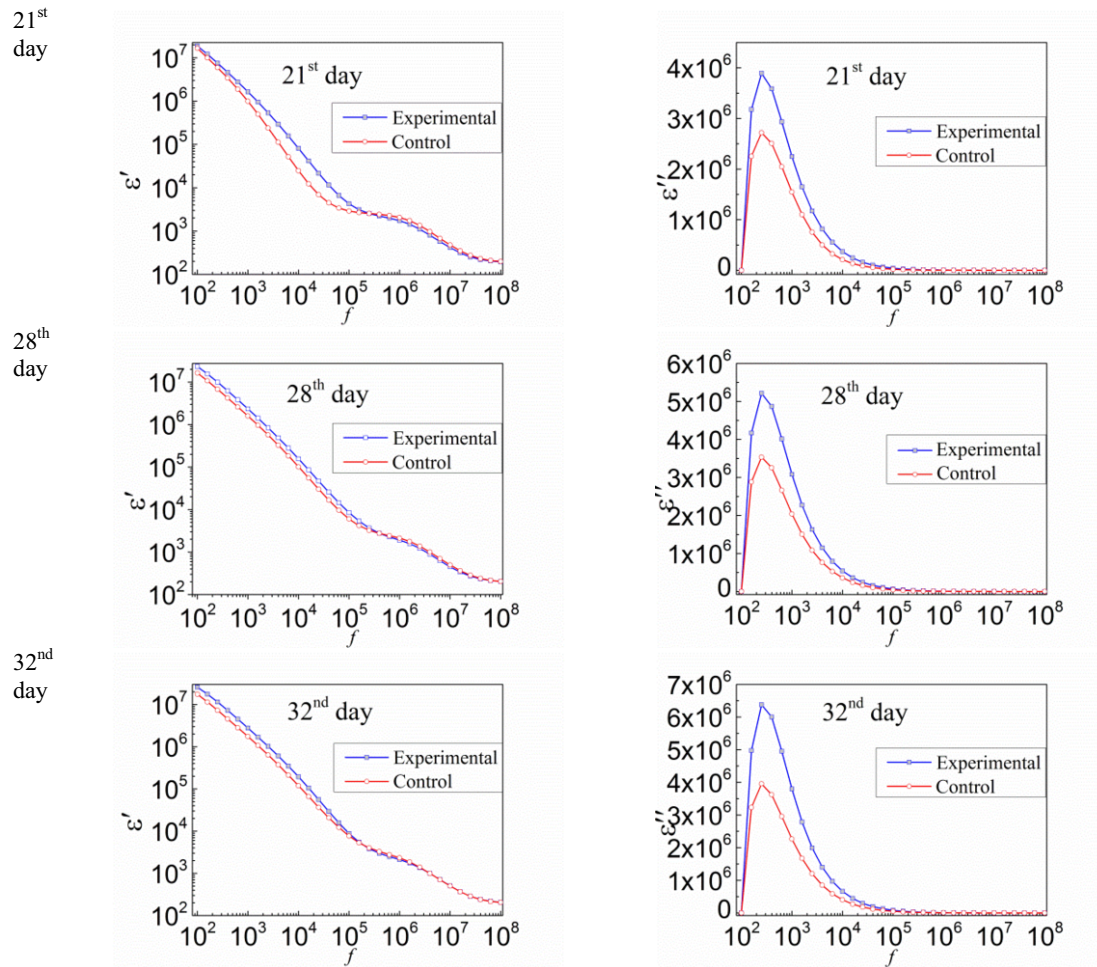 21st
day
10^7
10^6
10^5
10^4
10^3
10^2
ε′
21st day
Experimental
Control
10^2 10^3 10^4 10^5 10^6 10^7 10^8
f
4x10^6
3x10^6
2x10^6
1x10^6
0
ε″
21st day
Experimental
Control
10^2 10^3 10^4 10^5 10^6 10^7 10^8
f
28th
day
10^7
10^6
10^5
10^4
10^3
10^2
ε′
28th day
Experimental
Control
10^2 10^3 10^4 10^5 10^6 10^7 10^8
f
6x10^6
5x10^6
4x10^6
3x10^6
2x10^6
1x10^6
0
ε″
28th day
Experimental
Control
10^2 10^3 10^4 10^5 10^6 10^7 10^8
f
32nd
day
10^7
10^6
10^5
10^4
10^3
10^2
ε′
32nd day
Experimental
Control
10^2 10^3 10^4 10^5 10^6 10^7 10^8
f
7x10^6
6x10^6
5x10^6
4x10^6
3x10^6
2x10^6
1x10^6
0
ε″
32nd day
Experimental
Control
10^2 10^3 10^4 10^5 10^6 10^7 10^8
f